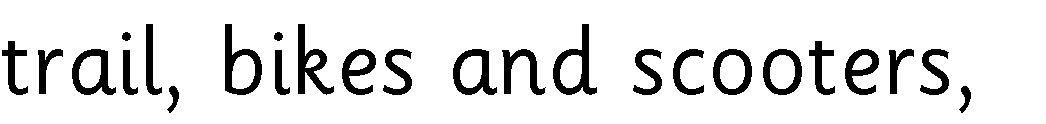 trail, bikes and scooters,